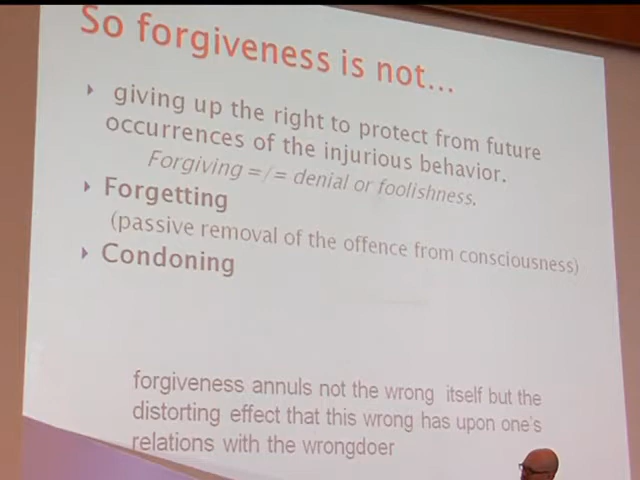 So forgiveness is not...
giving up the right to protect from future
occurrences of the injurious behavior.
Forgiving =/= denial or foolishness.
Forgetting
(passive removal of the offence from consciousness)
Condoning
forgiveness annuls not the wrong itself but the
distorting effect that this wrong has upon one's
relations with the wrongdoer